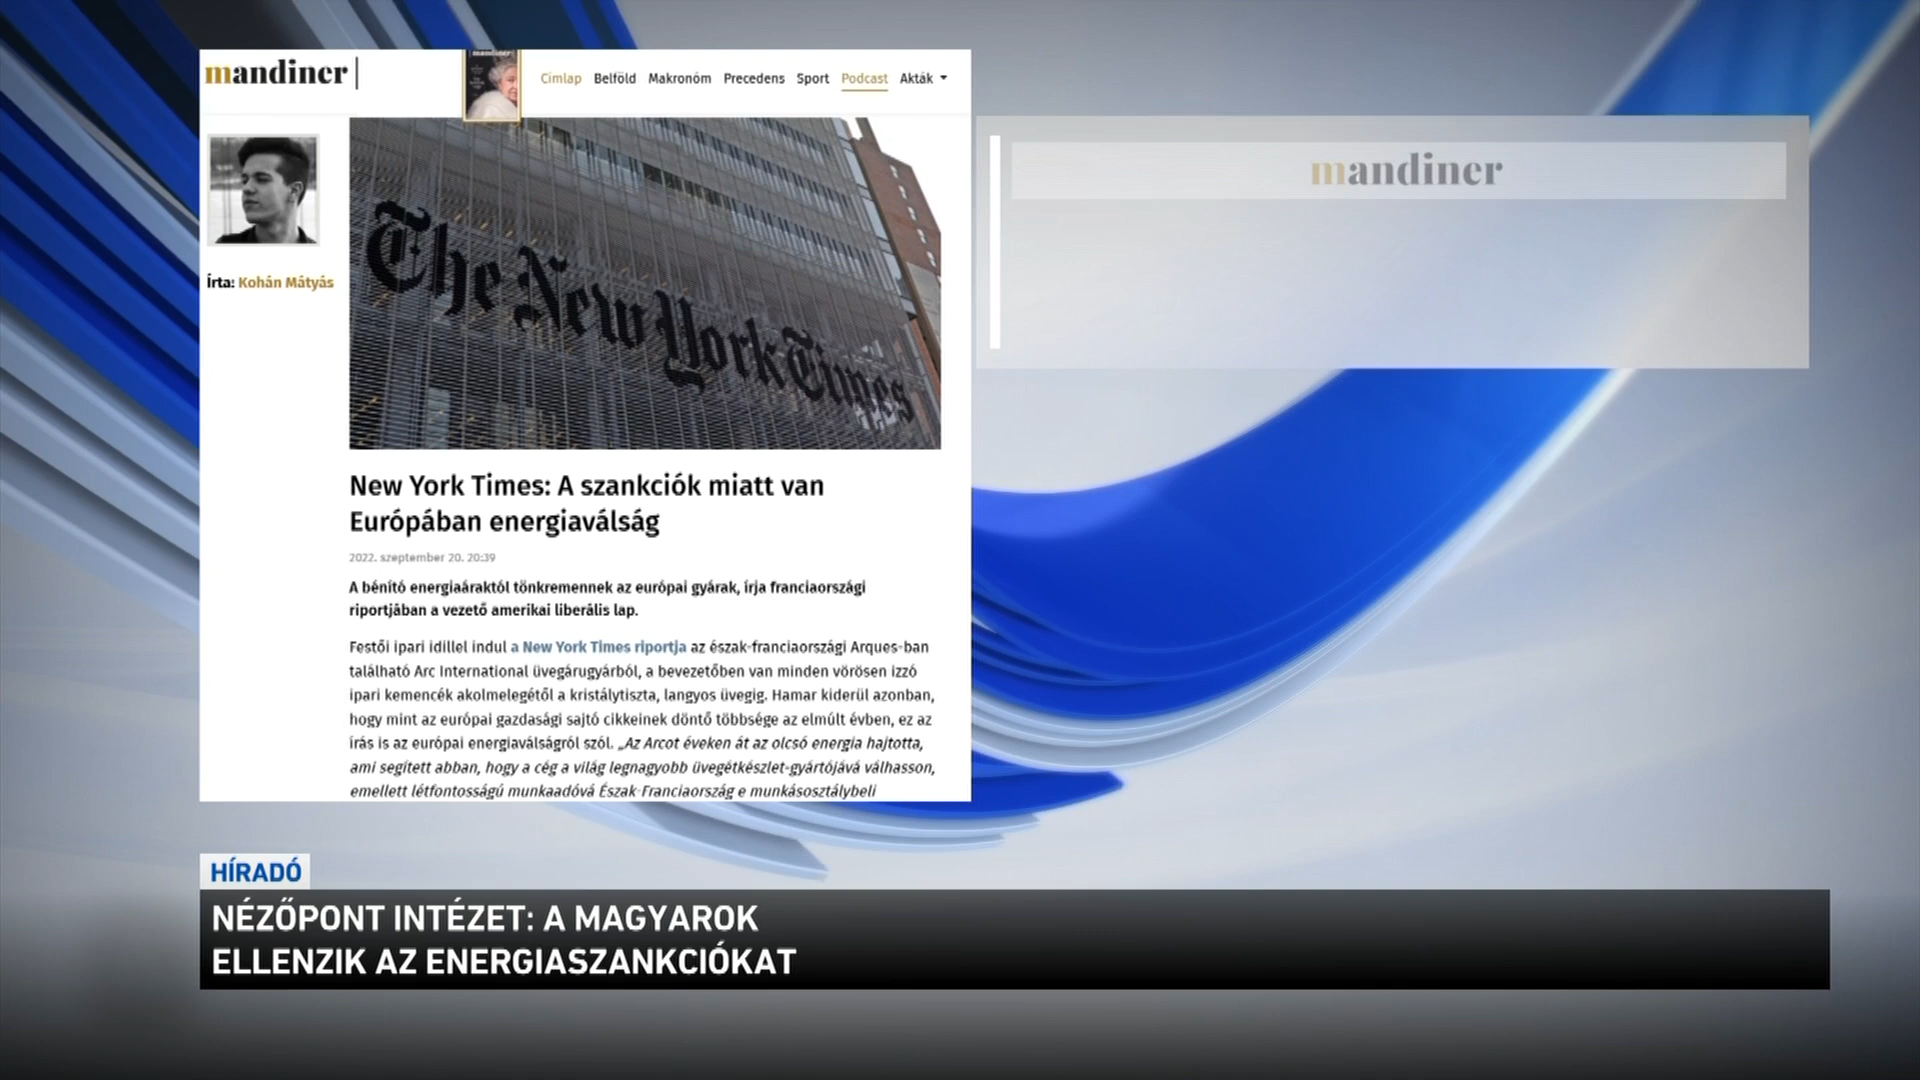 mandiner
Címlap Belföld Makronóm Precedens Sport Podcast Akták
Írta: Kohán Mátyás
The New York Times
New York Times: A szankciók miatt van
Európában energiaválság
2022. szeptember 20. 20:39
A bénító energiaáraktól tönkremennek az európai gyárak, írja franciaországi
riportjában a vezető amerikai liberális lap.
Festői ipari idillel indul a New York Times riportja az észak-franciaországi Arques-ban
található Arc International üvegárugyárból, a bevezetőben van minden vörösen izzó
ipari kemencék akolmelegétől a kristálytiszta, langyos üvegig. Hamar kiderül azonban,
hogy mint az európai gazdasági sajtó cikkeinek döntő többsége az elmúlt évben, ez az
írás is az európai energiaválságról szól. „Az Arcot éveken át az olcsó energia hajtotta,
ami segített abban, hogy a cég a világ legnagyobb üvegétkészlet-gyártójává válhasson,
emellett létfontosságú munkaadóvá Észak-Franciaország e munkásosztálybeli
mandiner
HÍRADÓ
NÉZŐPONT INTÉZET: A MAGYAROK
ELLENZIK AZ ENERGIASZANKCIÓKAT